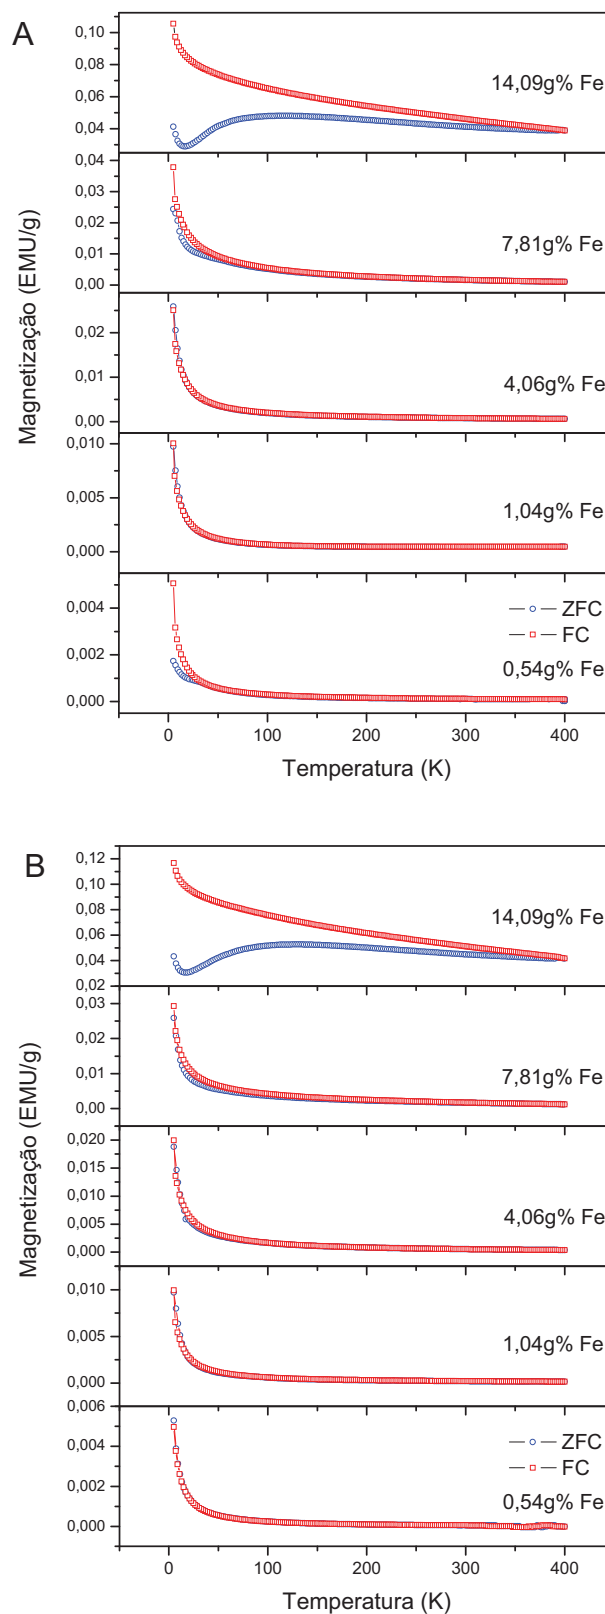 A
0,10
0,08
0,06
0,04
14,09g% Fe
0,04
0,03
0,02
0,01
0,00
7,81g% Fe
0,02
0,01
0,00
4,06g% Fe
0,010
0,005
0,000
1,04g% Fe
0,004
0,002
0,000
ZFC
FC
0,54g% Fe
0
100
200
300
400
Magnetização (EMU/g)
Temperatura (K)
B
0,12
0,10
0,08
0,06
0,04
0,02
14,09g% Fe
0,03
0,02
0,01
0,00
7,81g% Fe
0,020
0,015
0,010
0,005
0,000
4,06g% Fe
0,010
0,005
0,000
1,04g% Fe
0,006
0,004
0,002
0,000
ZFC
FC
0,54g% Fe
0
100
200
300
400
Magnetização (EMU/g)
Temperatura (K)